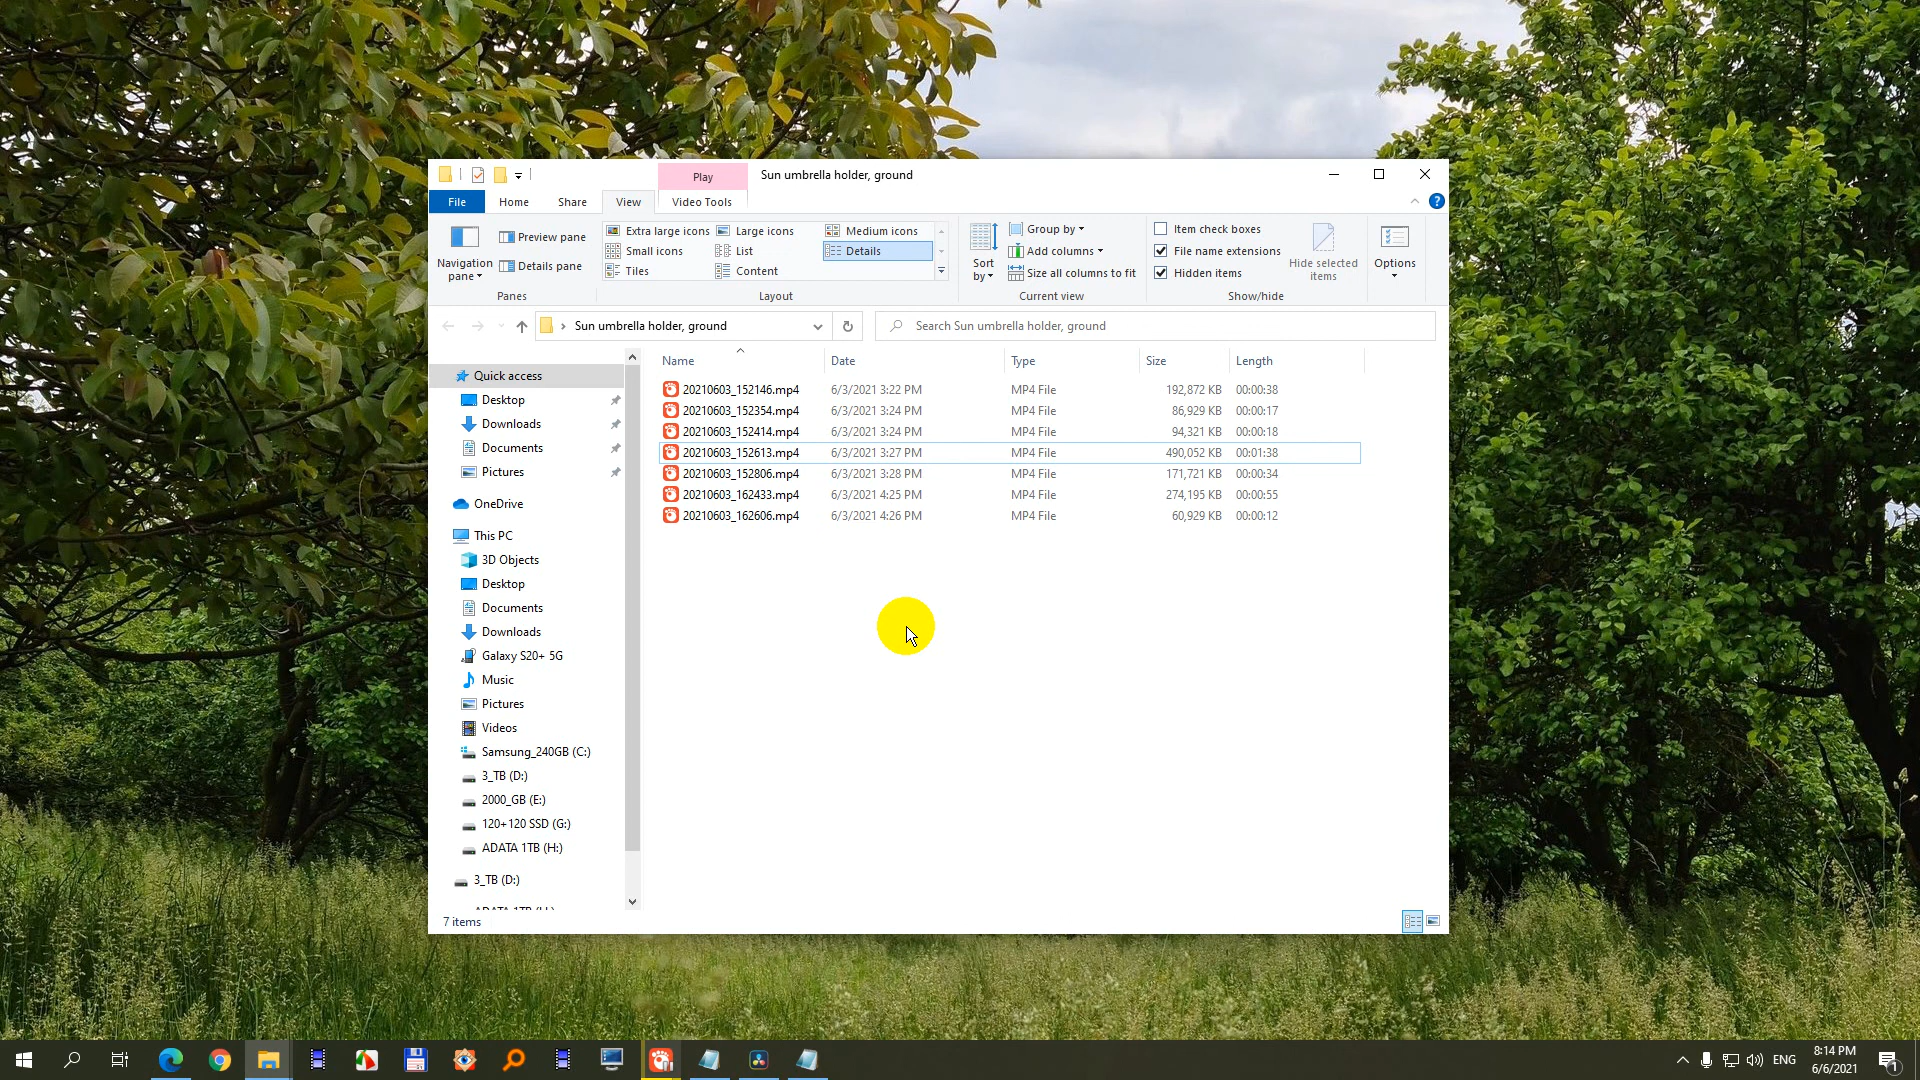 Play
Sun umbrella holder, ground
File
Home
Share
View
Video Tools
?
Navigation
pane
Preview pane
Details pane
Panes
Extra large icons
Large icons
Medium icons
Small icons
List
Details
Tiles
Content
Layout
Sort
by
Group by
Add columns
Size all columns to fit
Current view
Item check boxes
File name extensions
Hidden items
Hide selected
items
Show/hide
Options
Sun umbrella holder, ground
Search Sun umbrella holder, ground
Name Date Type Size Length
20210603_152146.mp4 6/3/2021 3:22 PM MP4 File 192,872 KB 00:00:38
20210603_152354.mp4 6/3/2021 3:24 PM MP4 File 86,929 KB 00:00:17
20210603_152414.mp4 6/3/2021 3:24 PM MP4 File 94,321 KB 00:00:18
20210603_152613.mp4 6/3/2021 3:27 PM MP4 File 490,052 KB 00:01:38
20210603_152806.mp4 6/3/2021 3:28 PM MP4 File 171,721 KB 00:00:34
20210603_162433.mp4 6/3/2021 4:25 PM MP4 File 274,195 KB 00:00:55
20210603_162606.mp4 6/3/2021 4:26 PM MP4 File 60,929 KB 00:00:12
Quick access
Desktop
Downloads
Documents
Pictures
OneDrive
This PC
3D Objects
Desktop
Documents
Downloads
Galaxy S20+ 5G
Music
Pictures
Videos
Samsung_240GB (C:)
3_TB (D:)
2000_GB (E:)
120+120 SSD (G:)
ADATA 1TB (H:)
3_TB (D:)
7 items
ENG
8:14 PM
6/6/2021
1